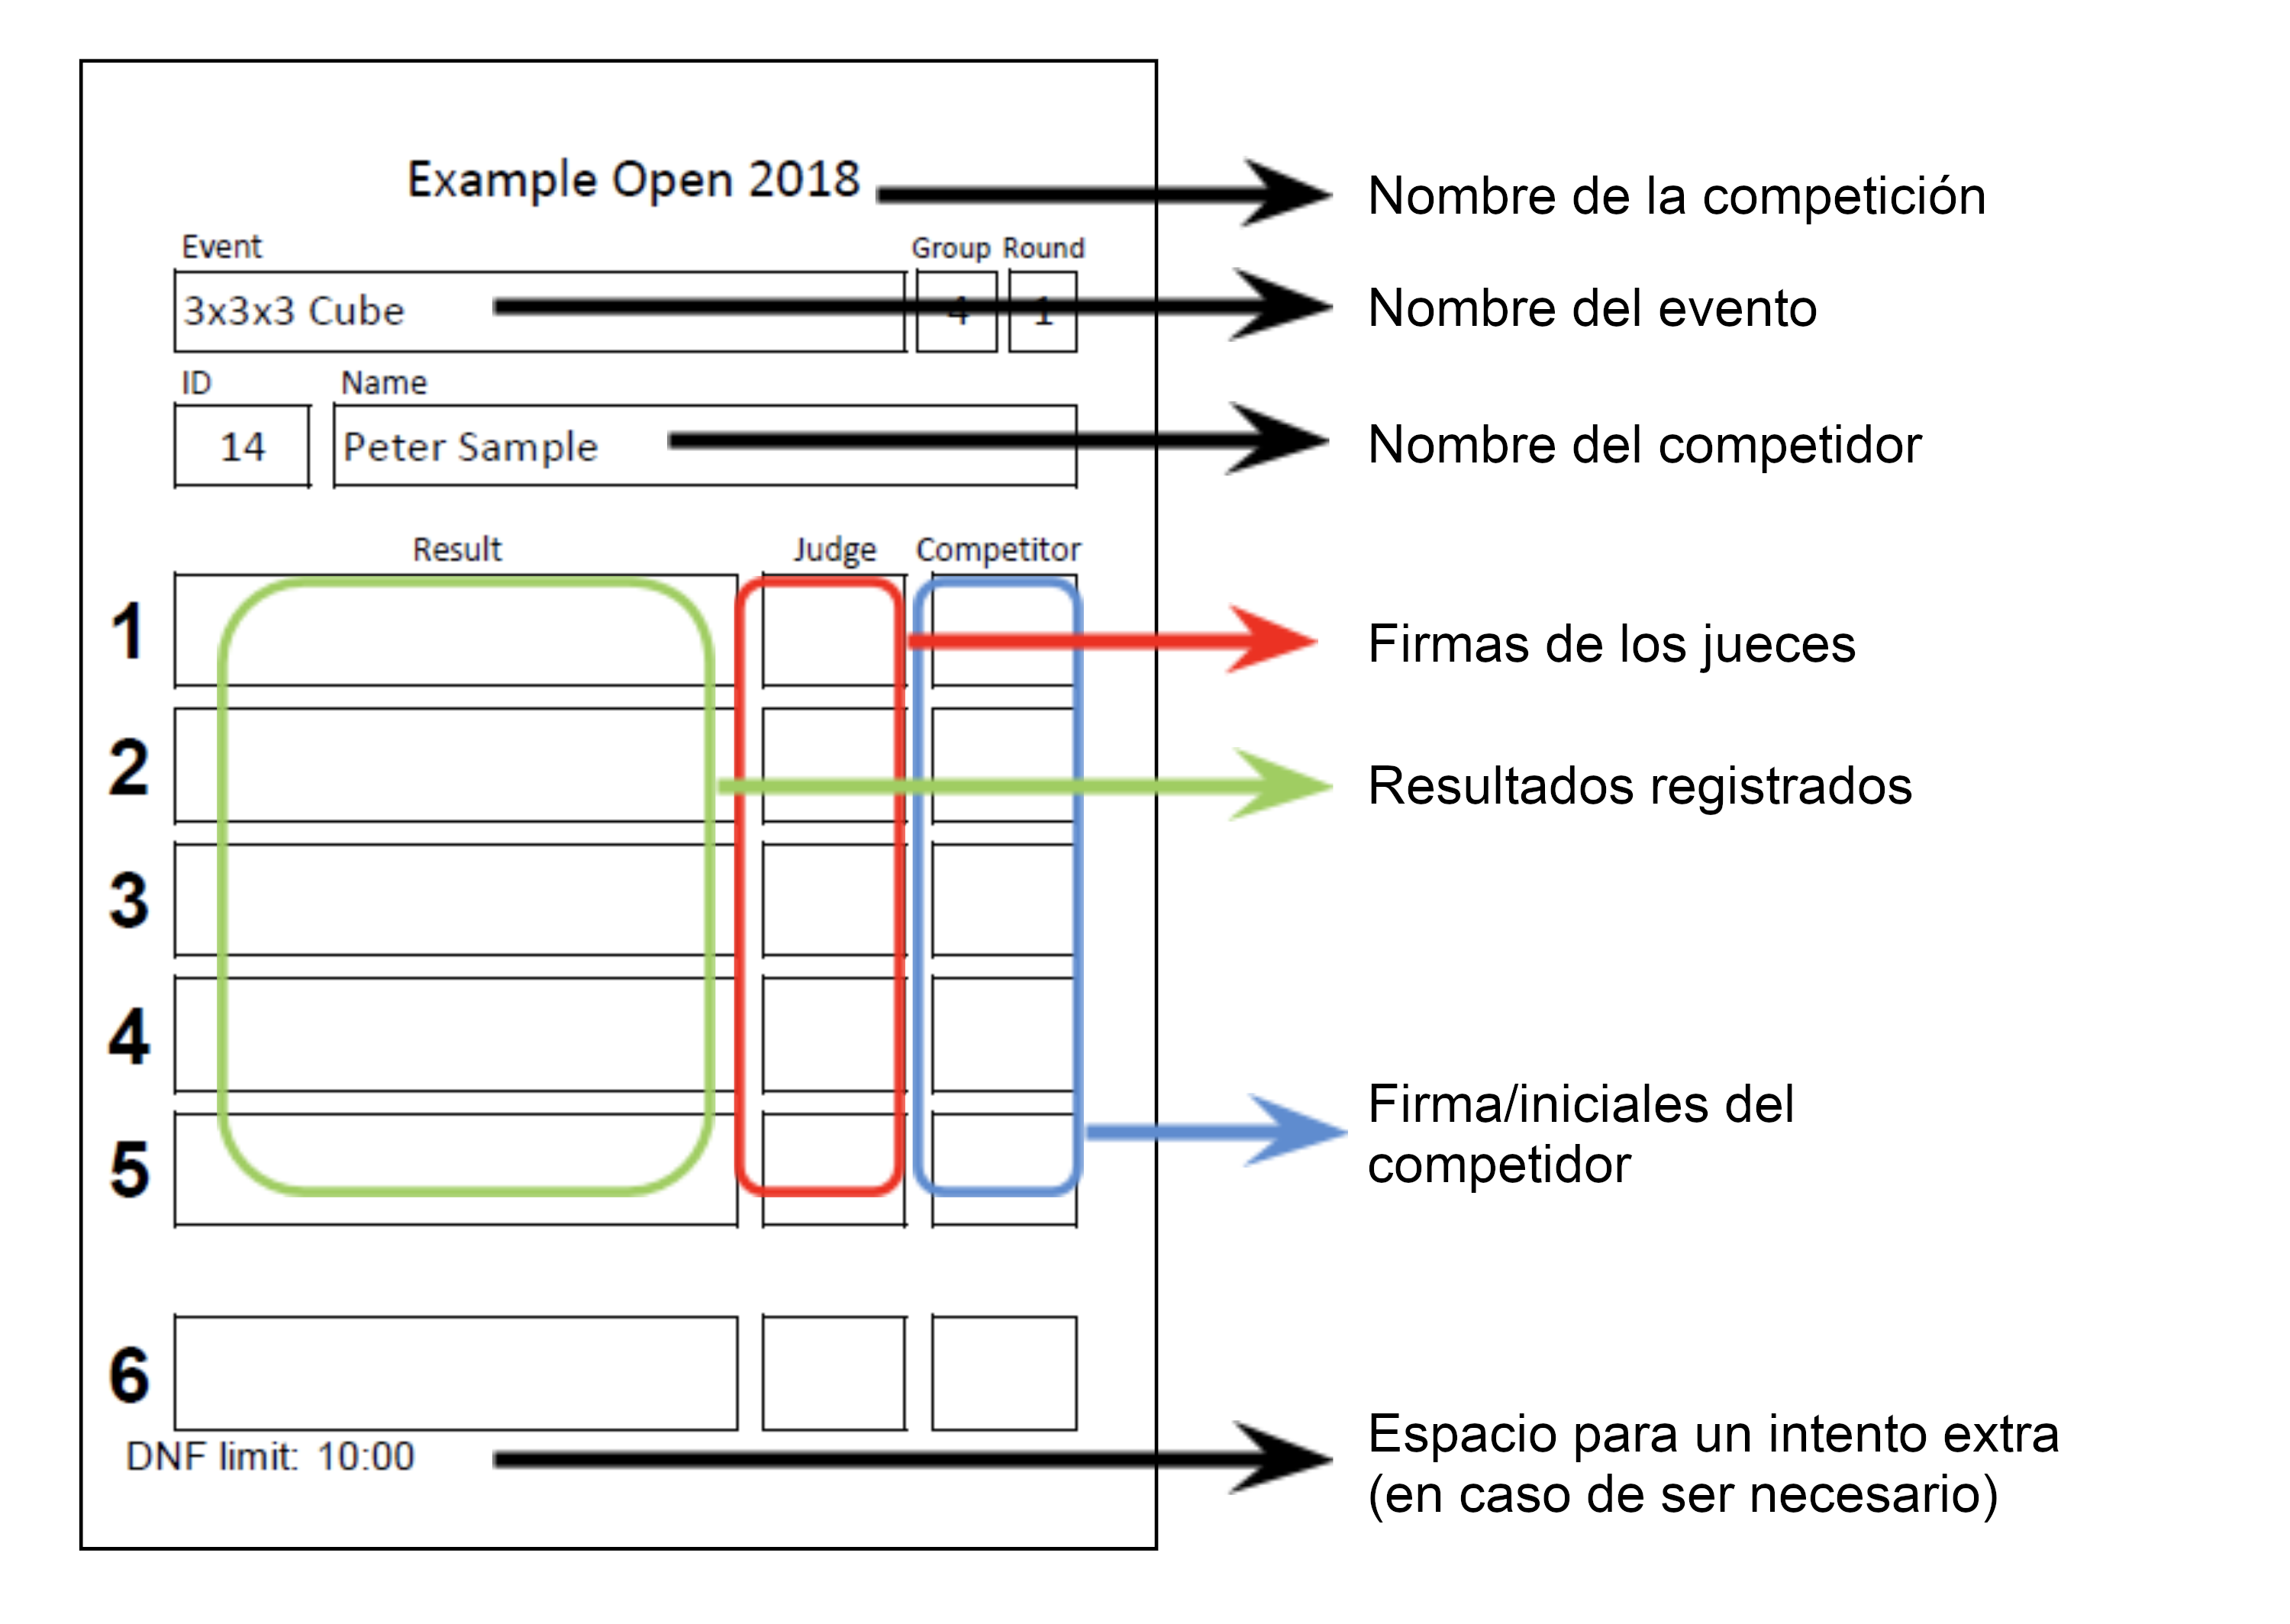 Example Open 2018
Nombre de la competición
Event
Group
Round
3x3x3 Cube
4
1
Nombre del evento
ID
Name
14
Peter Sample
Nombre del competidor
Result
Judge
Competitor
1
Firmas de los jueces
2
Resultados registrados
3
4
5
Firma/iniciales del
competidor
6
DNF limit: 10:00
Espacio para un intento extra
(en caso de ser necesario)